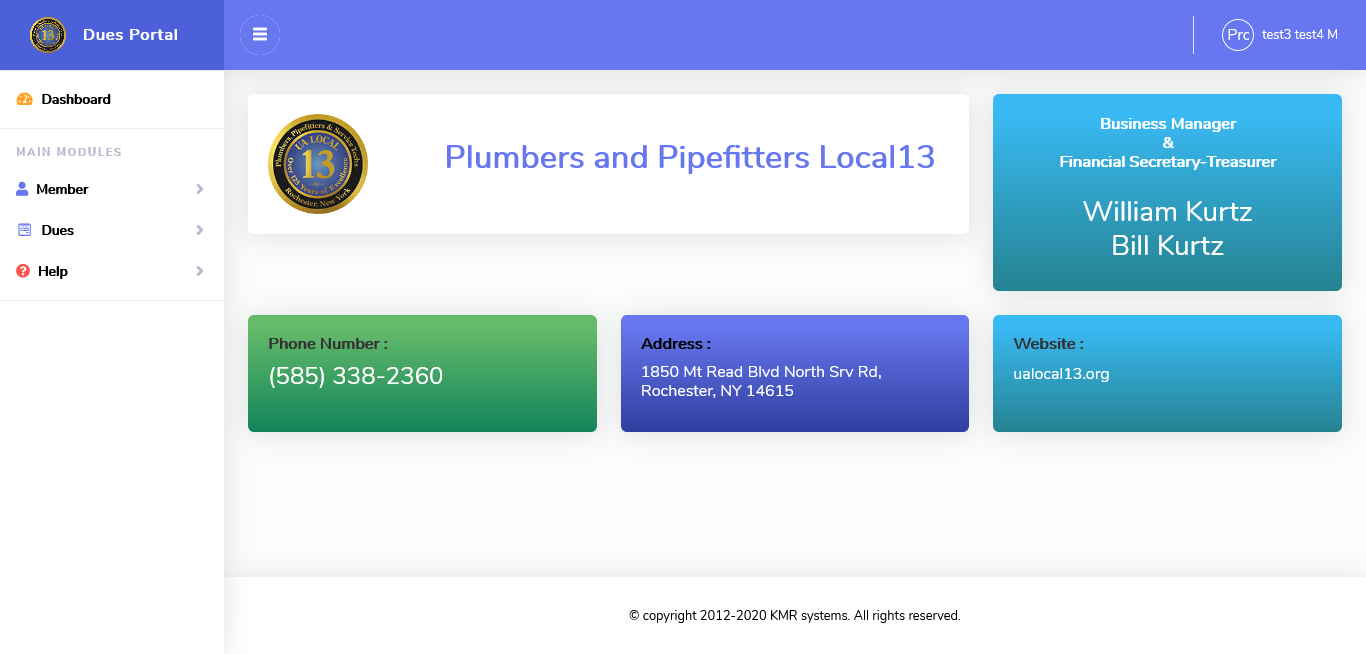 13
Dues Portal
Prc
test3 test4 M
Dashboard
MAIN MODULES
Member
Dues
Help
Plumbers, Pipefitters & Service Techs
UA LOCAL
13
Over 125 Years of Excellence
Rochester, New York
Plumbers and Pipefitters Local13
Business Manager
&
Financial Secretary-Treasurer
William Kurtz
Bill Kurtz
Phone Number :
(585) 338-2360
Address :
1850 Mt Read Blvd North Srv Rd,
Rochester, NY 14615
Website :
ualocal13.org
© copyright 2012-2020 KMR systems. All rights reserved.